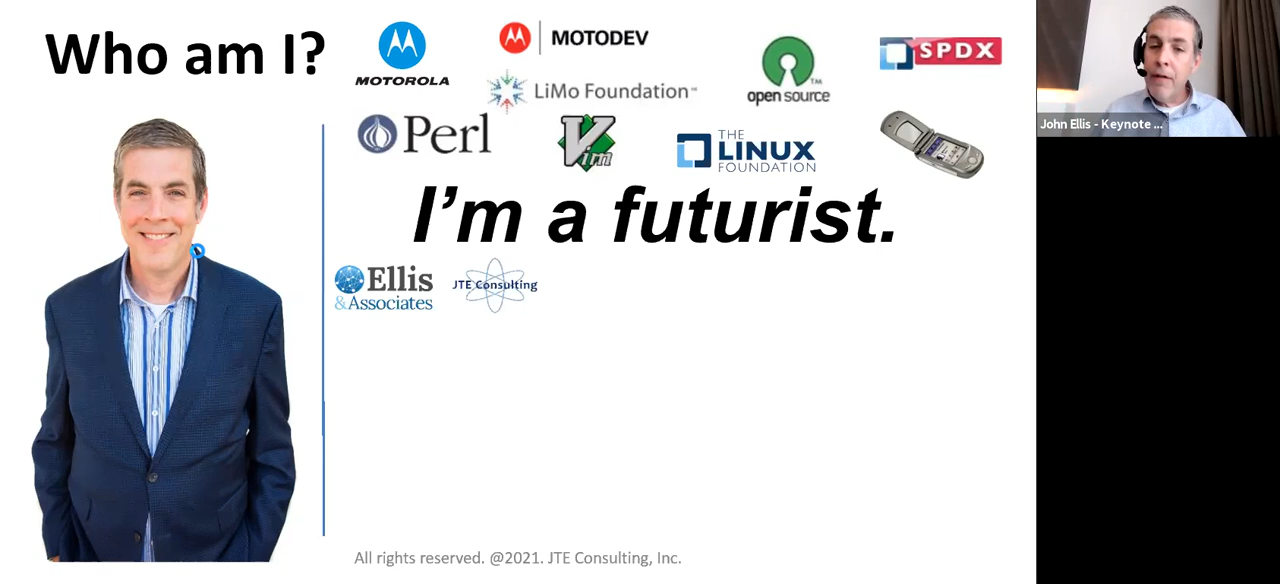 Who am I?
MOTOROLA
MOTODEV
LiMo Foundation™
open source™
SPDX
Perl
Vim
THE
LINUX
FOUNDATION
I'm a futurist.
Ellis
&Associates
JTE Consulting
All rights reserved. @2021. JTE Consulting, Inc.
John Ellis - Keynote ...